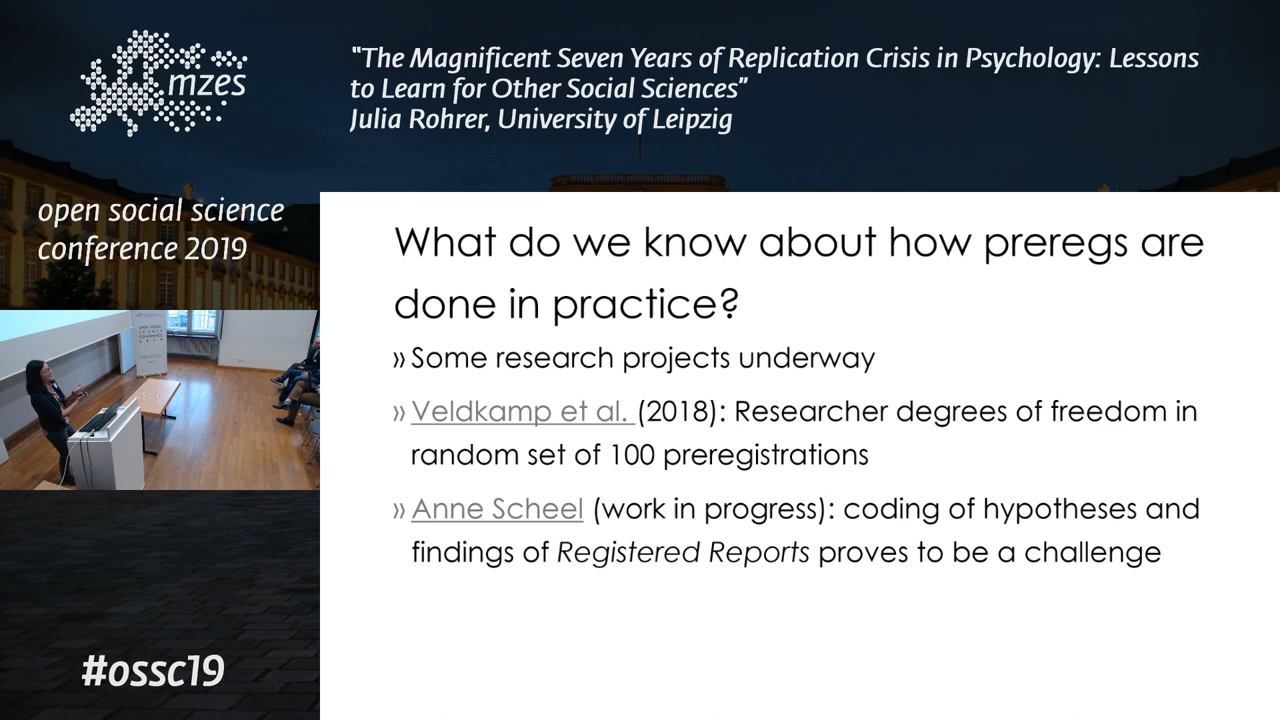 mzes
"The Magnificent Seven Years of Replication Crisis in Psychology: Lessons
to Learn for Other Social Sciences"
Julia Rohrer, University of Leipzig
open social science
conference 2019
What do we know about how preregs are
done in practice?
» Some research projects underway
» Veldkamp et al. (2018): Researcher degrees of freedom in
random set of 100 preregistrations
» Anne Scheel (work in progress): coding of hypotheses and
findings of Registered Reports proves to be a challenge
#ossc19